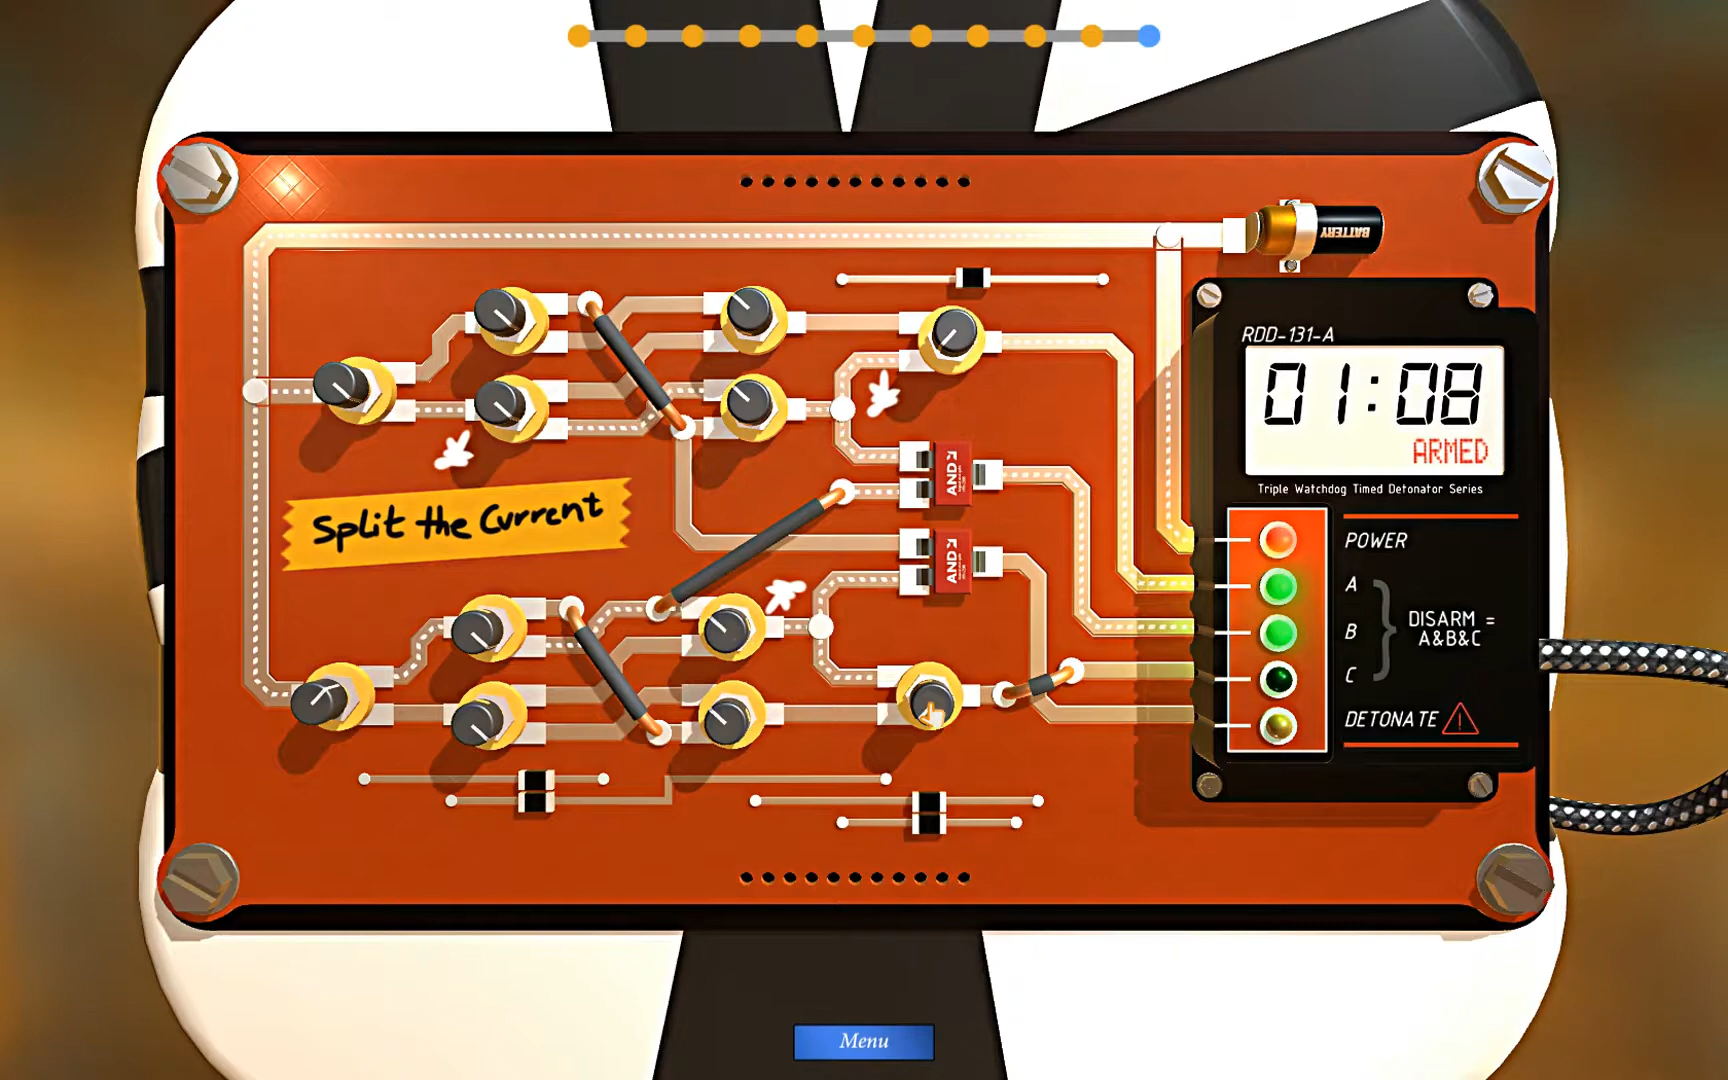 BATTERY
RDD-131-A
01:08
ARMED
Triple Watchdog Timed Detonator Series
POWER
A
B
C
DISARM =
A&B&C
DETONATE
Split the Current
AND
AND
Menu